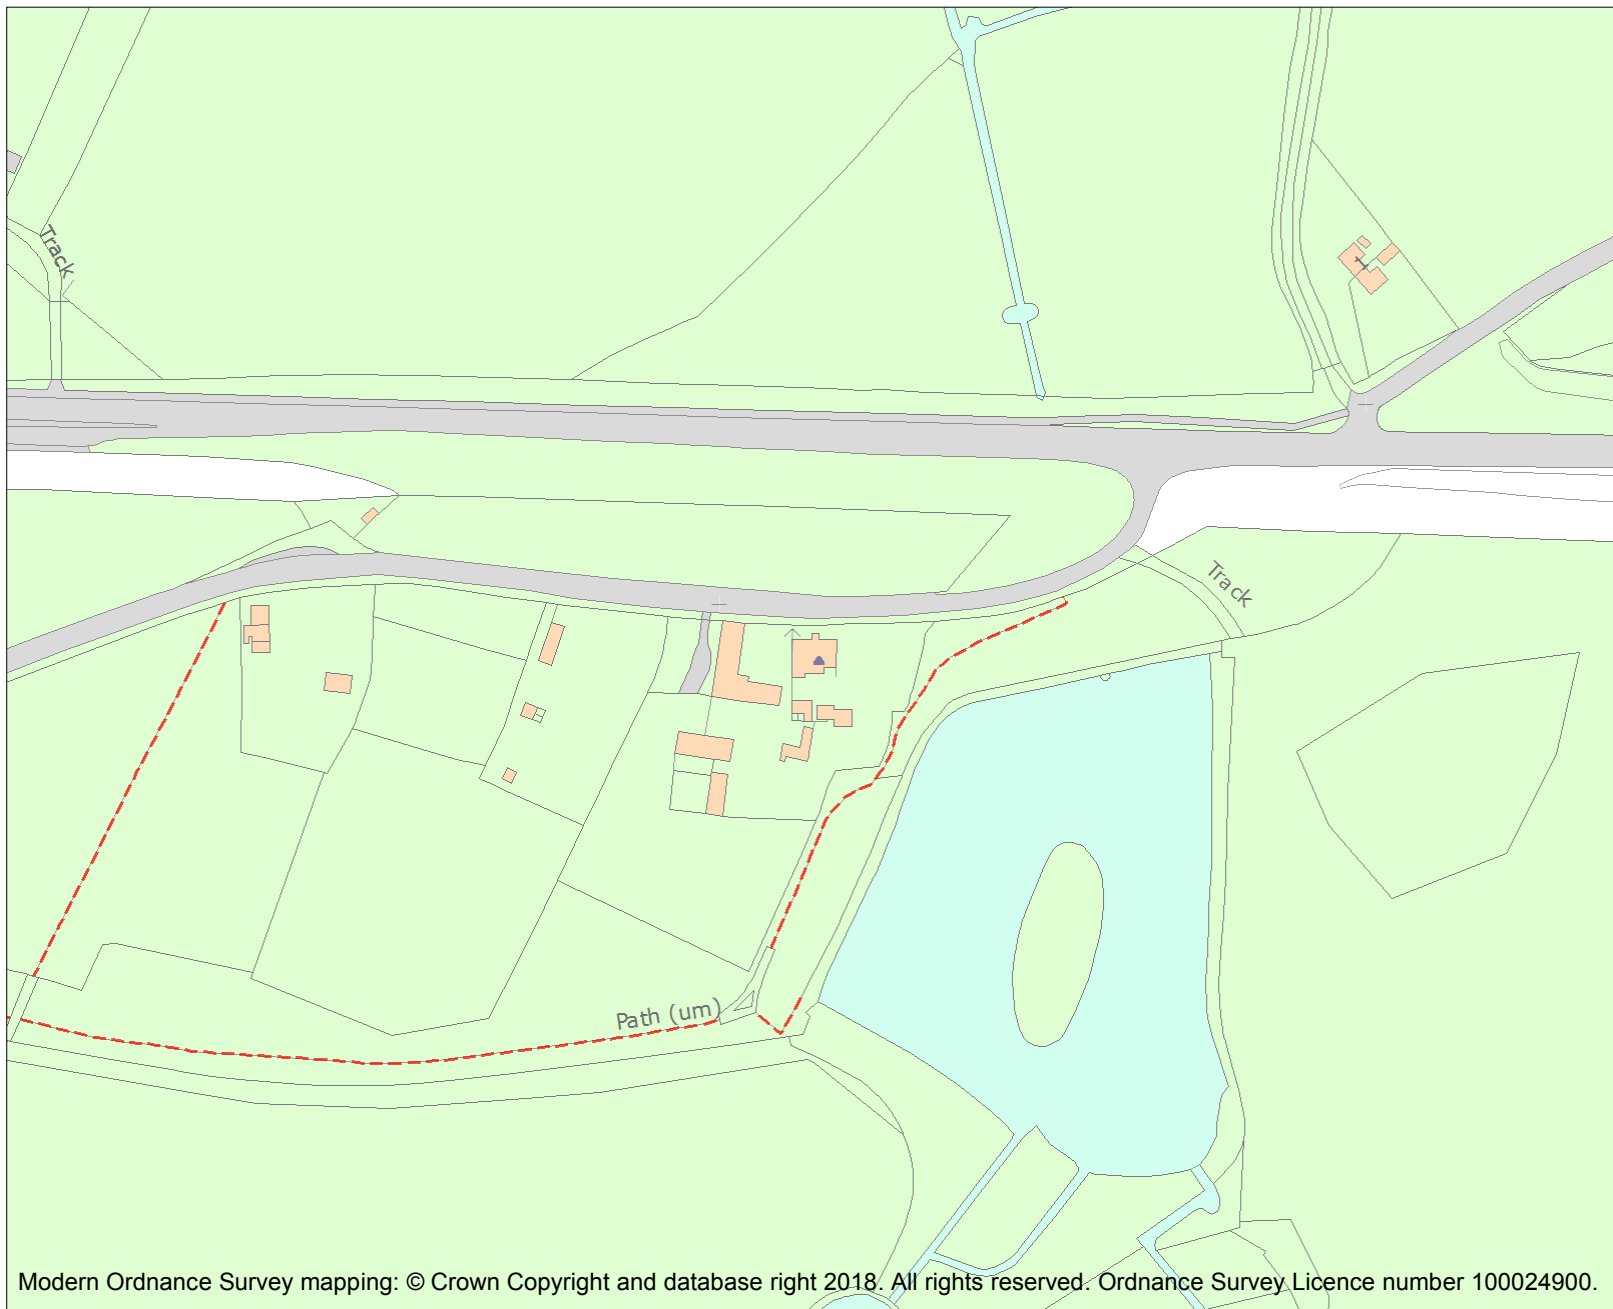 Track
Track
Path (um)
Modern Ordnance Survey mapping: © Crown Copyright and database right 2018. All rights reserved. Ordnance Survey Licence number 100024900.